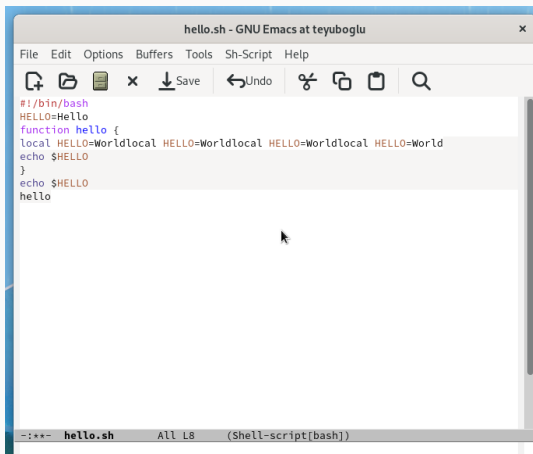 hello.sh - GNU Emacs at teyuboglu ×
File Edit Options Buffers Tools Sh-Script Help
Save Undo
#!/bin/bash
HELLO=Hello
function hello {
local HELLO=Worldlocal HELLO=Worldlocal HELLO=Worldlocal HELLO=World
echo $HELLO
}
echo $HELLO
hello
-:**- hello.sh All L8 (Shell-script[bash])